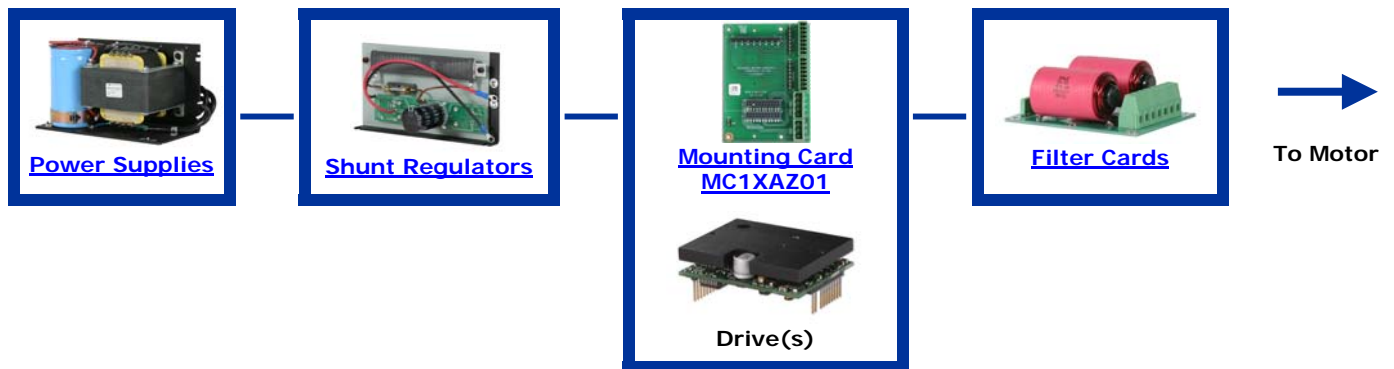 Power Supplies
Shunt Regulators
Mounting Card
MC1XAZ01
Drive(s)
Filter Cards
To Motor